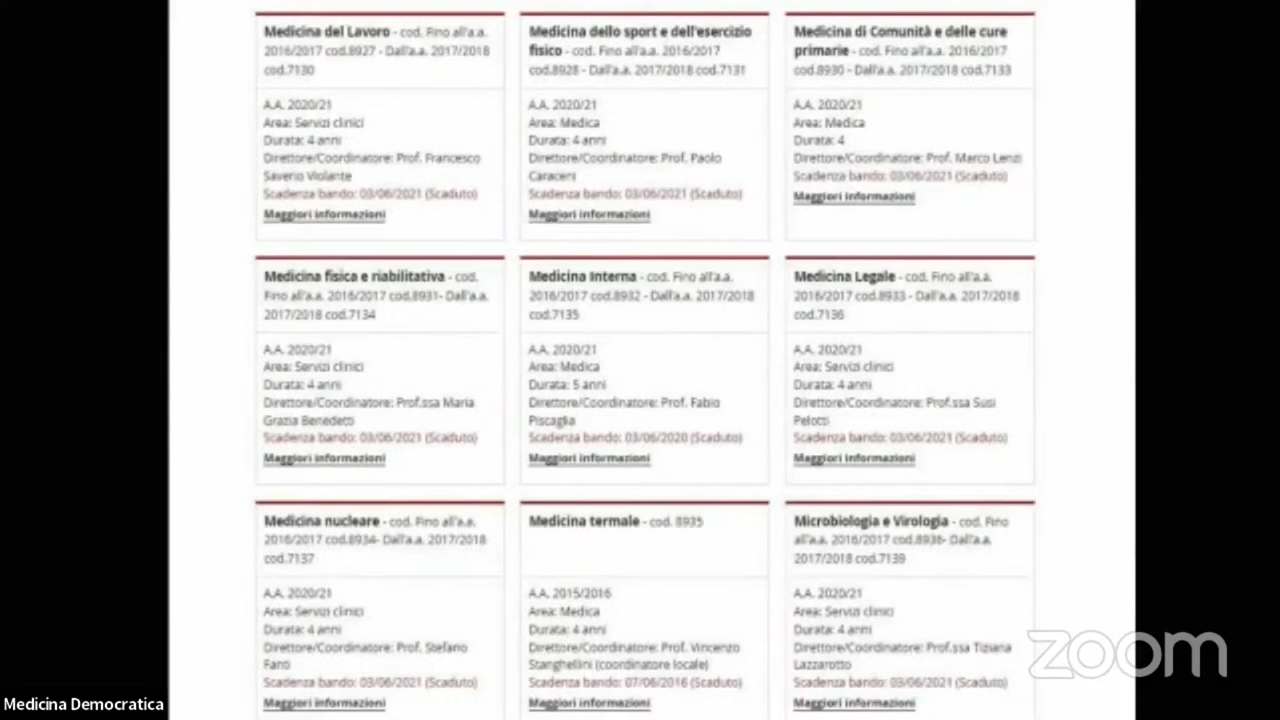 Medicina del Lavoro - cod. Fino all'a.a.
2016/2017 cod.8927 - Dall'a.a. 2017/2018
cod.7130
A.A. 2020/21
Area: Servizi clinici
Durata: 4 anni
Direttore/Coordinatore: Prof. Francesco
Saverio Violante
Scadenza bando: 03/06/2021 (Scaduto)
Maggiori informazioni
Medicina dello sport e dell'esercizio
fisico - cod. Fino all'a.a. 2016/2017
cod.8928 - Dall'a.a. 2017/2018 cod.7131
A.A. 2020/21
Area: Medica
Durata: 4 anni
Direttore/Coordinatore: Prof. Paolo
Caraceni
Scadenza bando: 03/06/2021 (Scaduto)
Maggiori informazioni
Medicina di Comunità e delle cure
primarie - cod. Fino all'a.a. 2016/2017
cod.8930 - Dall'a.a. 2017/2018 cod.7133
A.A. 2020/21
Area: Medica
Durata: 4
Direttore/Coordinatore: Prof. Marco Lenzi
Scadenza bando: 03/06/2021 (Scaduto)
Maggiori informazioni
Medicina fisica e riabilitativa - cod.
Fino all'a.a. 2016/2017 cod.8931- Dall'a.a.
2017/2018 cod.7134
A.A. 2020/21
Area: Servizi clinici
Durata: 4 anni
Direttore/Coordinatore: Prof.ssa Maria
Grazia Benedetti
Scadenza bando: 03/06/2021 (Scaduto)
Maggiori informazioni
Medicina Interna - cod. Fino all'a.a.
2016/2017 cod.8932 - Dall'a.a. 2017/2018
cod.7135
A.A. 2020/21
Area: Medica
Durata: 5 anni
Direttore/Coordinatore: Prof. Fabio
Piscaglia
Scadenza bando: 03/06/2020 (Scaduto)
Maggiori informazioni
Medicina Legale - cod. Fino all'a.a.
2016/2017 cod.8933 - Dall'a.a. 2017/2018
cod.7136
A.A. 2020/21
Area: Servizi clinici
Durata: 4 anni
Direttore/Coordinatore: Prof.ssa Susi
Pelotti
Scadenza bando: 03/06/2021 (Scaduto)
Maggiori informazioni
Medicina nucleare - cod. Fino all'a.a.
2016/2017 cod.8934- Dall'a.a. 2017/2018
cod.7137
A.A. 2020/21
Area: Servizi clinici
Durata: 4 anni
Direttore/Coordinatore: Prof. Stefano
Fanti
Scadenza bando: 03/06/2021 (Scaduto)
Maggiori informazioni
Medicina termale - cod. 8935
A.A. 2015/2016
Area: Medica
Durata: 4 anni
Direttore/Coordinatore: Prof. Vincenzo
Stanghellini (coordinatore locale)
Scadenza bando: 07/06/2016 (Scaduto)
Maggiori informazioni
Microbiologia e Virologia - cod. Fino
all'a.a. 2016/2017 cod.8936- Dall'a.a.
2017/2018 cod.7139
A.A. 2020/21
Area: Servizi clinici
Durata: 4 anni
Direttore/Coordinatore: Prof.ssa Tiziana
Lazzarotto
Scadenza bando: 03/06/2021 (Scaduto)
Maggiori informazioni
zoom
Medicina Democratica